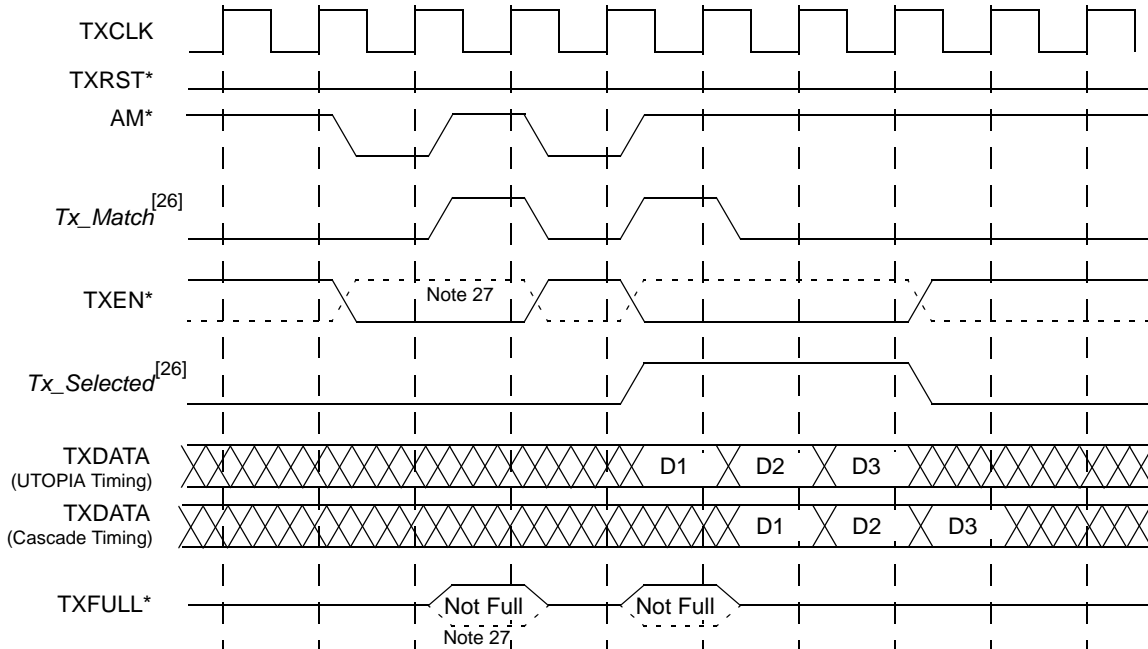 TXCLK
TXRST*
AM*
Tx_Match[26]
TXEN*
Note 27
Tx_Selected[26]
TXDATA
(UTOPIA Timing)
D1 D2 D3
TXDATA
(Cascade Timing)
D1 D2 D3
TXFULL*
Not Full Not Full
Note 27